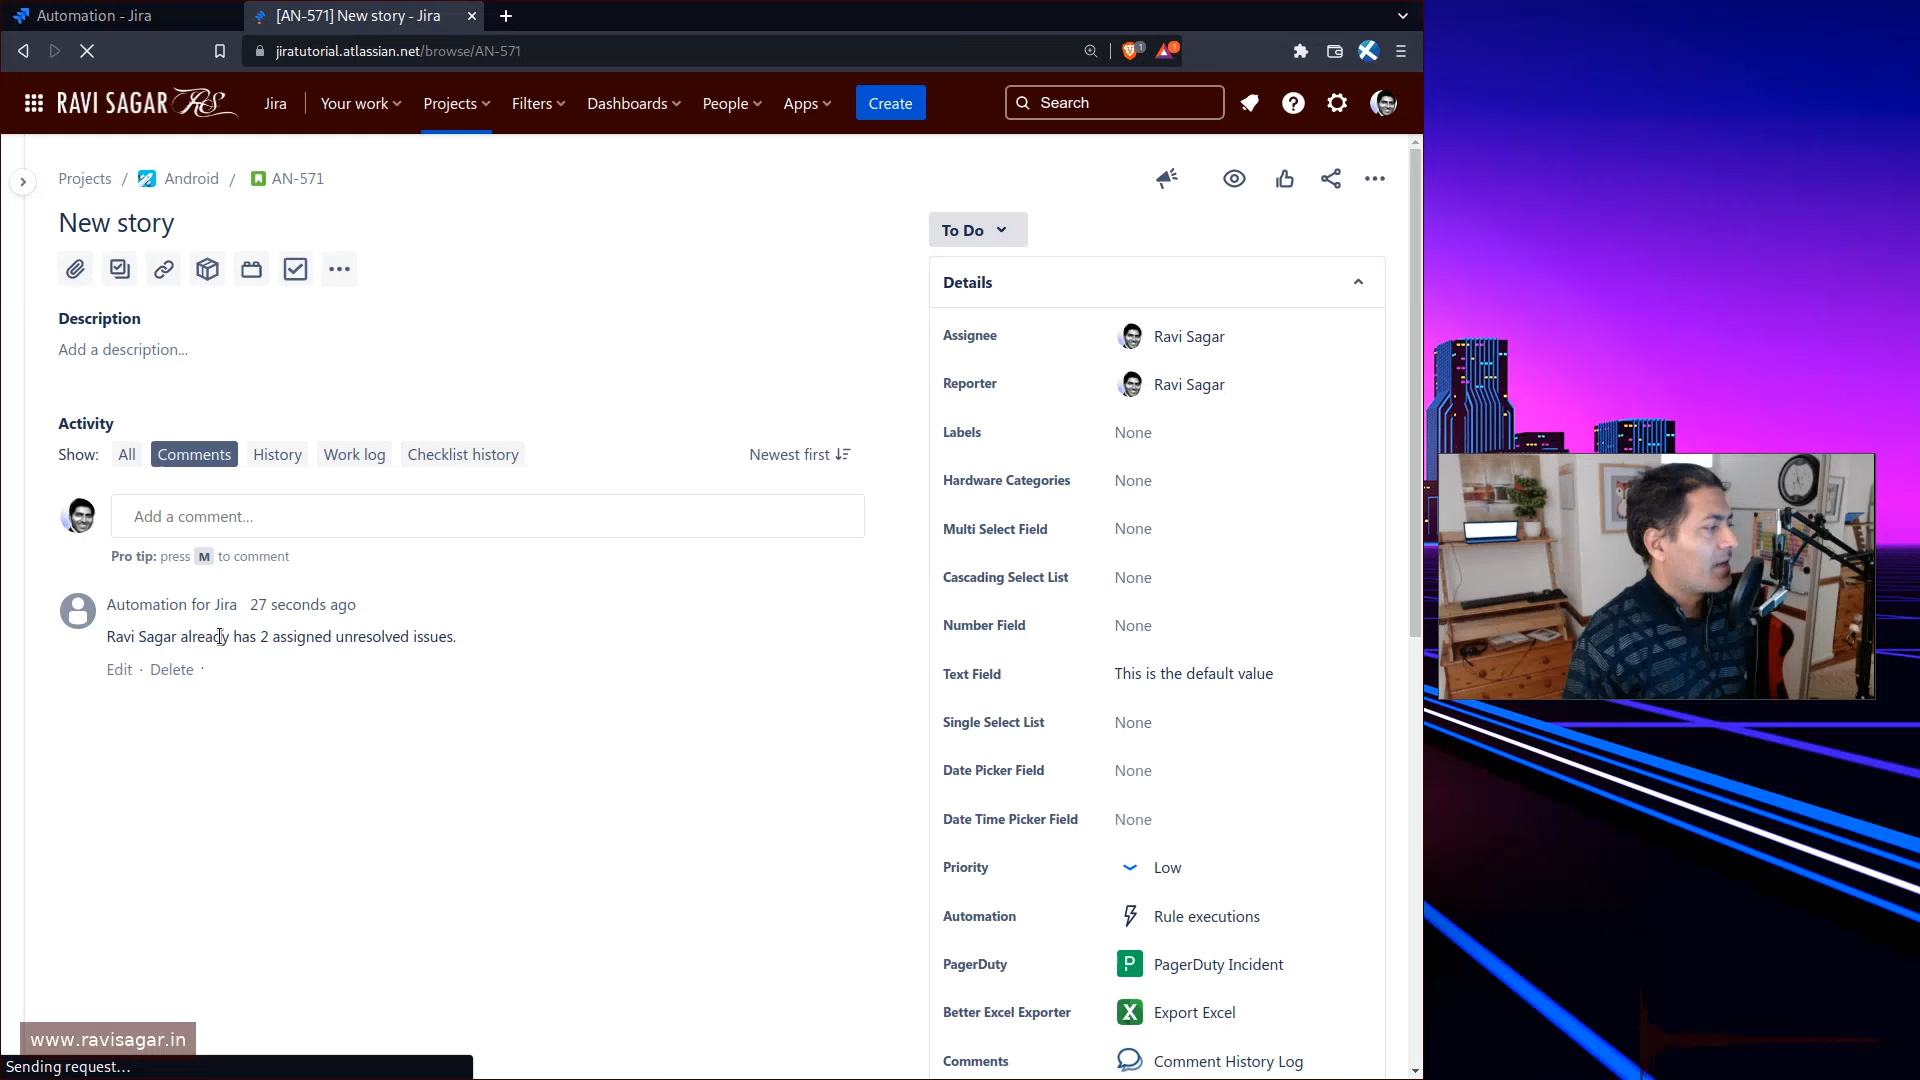 Automation - Jira
[AN-571] New story - Jira
jiratutorial.atlassian.net/browse/AN-571
1
1
RAVI SAGAR RS
Jira
Your work
Projects
Filters
Dashboards
People
Apps
Create
Search
Projects / Android / AN-571
New story
Description
Add a description...
Activity
Show: All Comments History Work log Checklist history
Newest first
Add a comment...
Pro tip: press M to comment
Automation for Jira 27 seconds ago
Ravi Sagar already has 2 assigned unresolved issues.
Edit · Delete ·
To Do
Details
Assignee Ravi Sagar
Reporter Ravi Sagar
Labels None
Hardware Categories None
Multi Select Field None
Cascading Select List None
Number Field None
Text Field This is the default value
Single Select List None
Date Picker Field None
Date Time Picker Field None
Priority Low
Automation Rule executions
PagerDuty P PagerDuty Incident
Better Excel Exporter X Export Excel
Comments Comment History Log
www.ravisagar.in
Sending request...